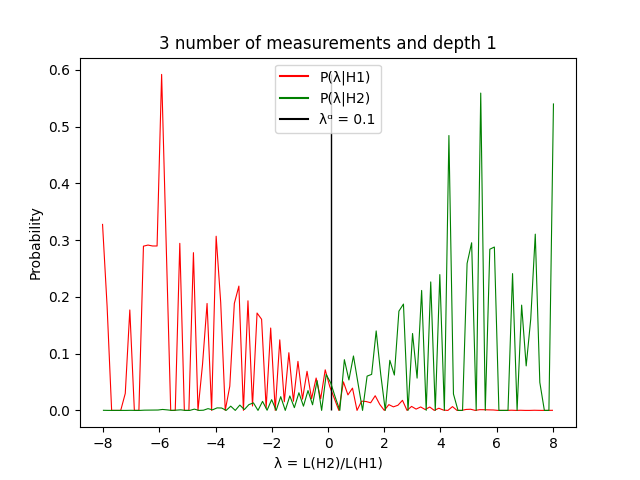 3 number of measurements and depth 1
P(λ|H1)
P(λ|H2)
λᵅ = 0.1
Probability
0.6
0.5
0.4
0.3
0.2
0.1
0.0
−8
−6
−4
−2
0
2
4
6
8
λ = L(H2)/L(H1)